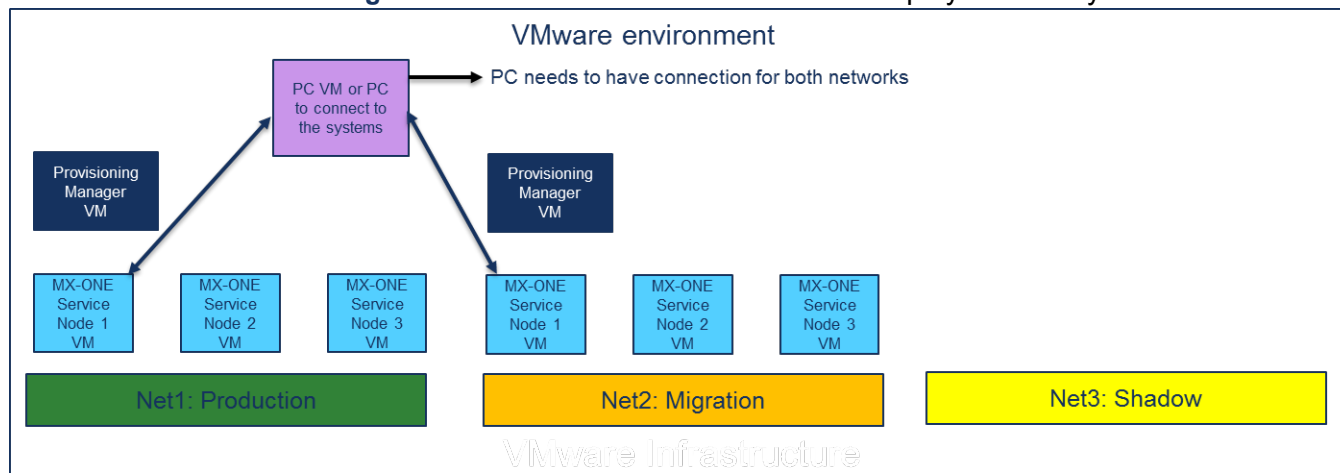 VMware environment
PC VM or PC
to connect to
the systems
PC needs to have connection for both networks
Provisioning
Manager
VM
Provisioning
Manager
VM
MX-ONE
Service
Node 1
VM
MX-ONE
Service
Node 2
VM
MX-ONE
Service
Node 3
VM
MX-ONE
Service
Node 1
VM
MX-ONE
Service
Node 2
VM
MX-ONE
Service
Node 3
VM
Net1: Production
Net2: Migration
Net3: Shadow
VMware Infrastructure